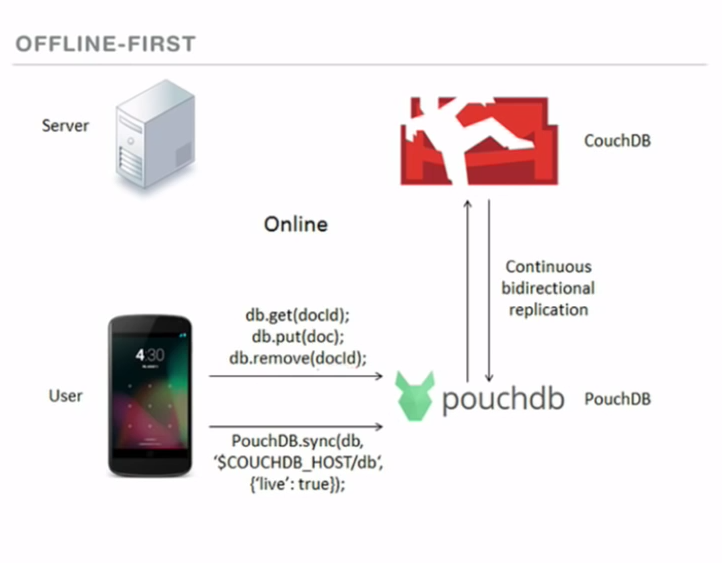 OFFLINE-FIRST
Server
CouchDB
Online
Continuous
bidirectional
replication
db.get(docId);
db.put(doc);
db.remove(docId);
4:30
User
pouchdb
PouchDB
PouchDB.sync(db,
‘$COUCHDB_HOST/db‘,
{‘live’: true});